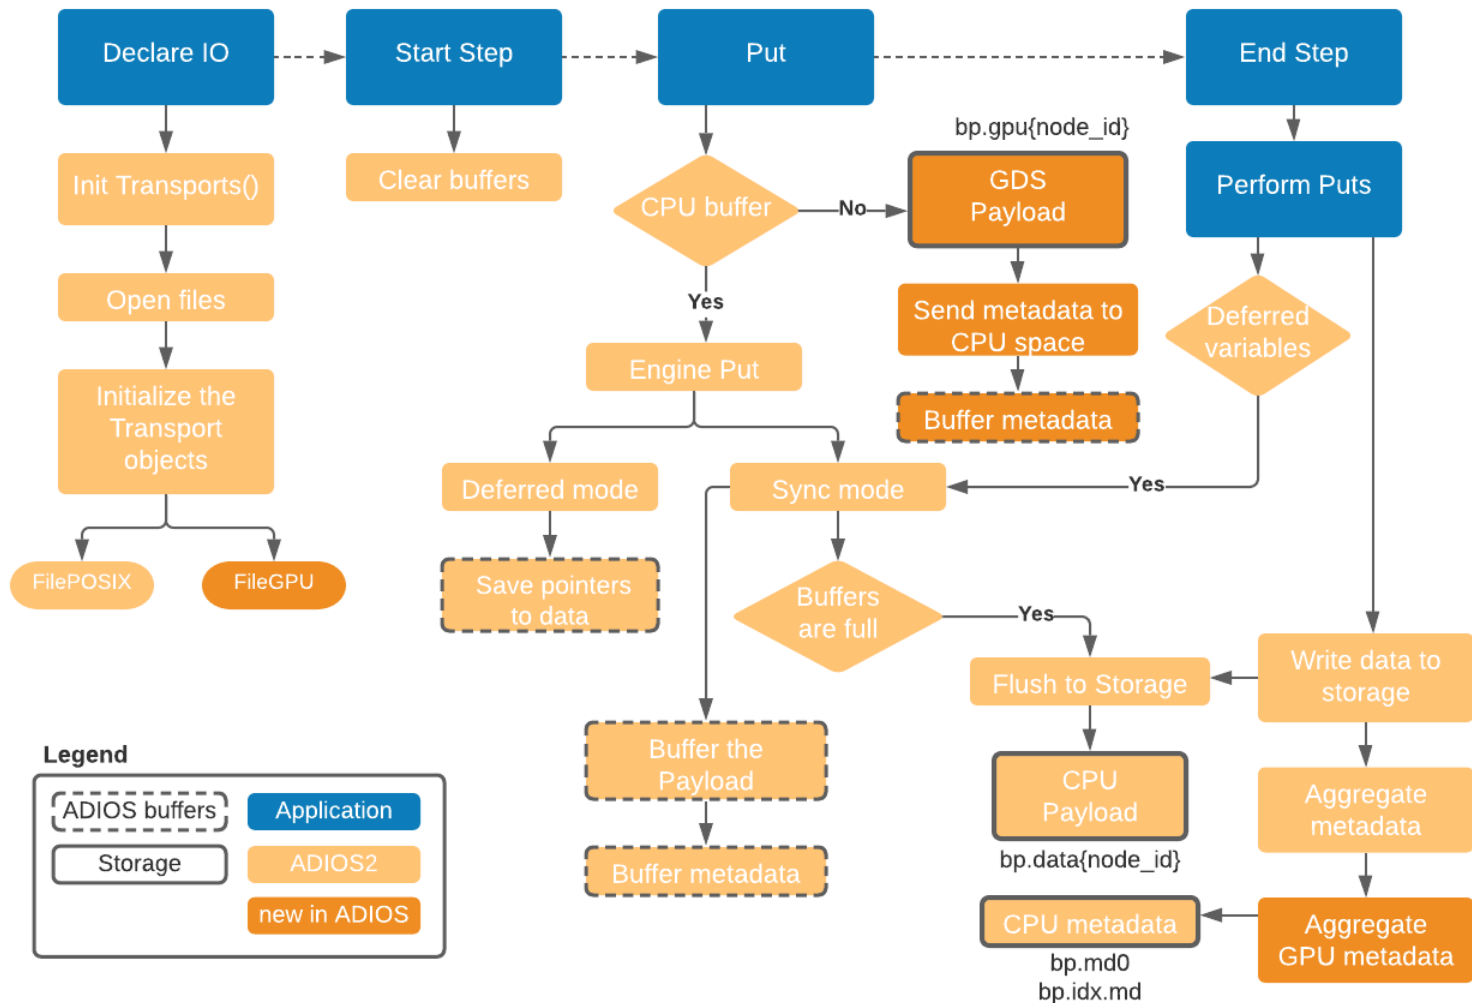 Declare IO
Start Step
Put
End Step
bp.gpu{node_id}
Init Transports()
Clear buffers
CPU buffer
No
GDS
Payload
Perform Puts
Open files
Yes
Send metadata to
CPU space
Deferred
variables
Engine Put
Initialize the
Transport
objects
Buffer metadata
Deferred mode
Sync mode
Yes
FilePOSIX
FileGPU
Save pointers
to data
Buffers
are full
Yes
Flush to Storage
Write data to
storage
Buffer the
Payload
CPU
Payload
bp.data{node_id}
Aggregate
metadata
Buffer metadata
CPU metadata
bp.md0
bp.idx.md
Aggregate
GPU metadata
Legend
ADIOS buffers
Application
Storage
ADIOS2
new in ADIOS